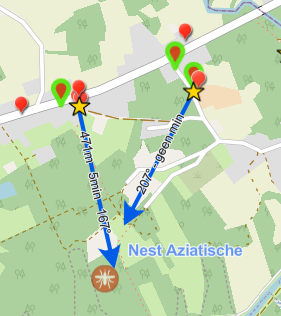 207° - geen min
471m - 5min - 167°
Nest Aziatische